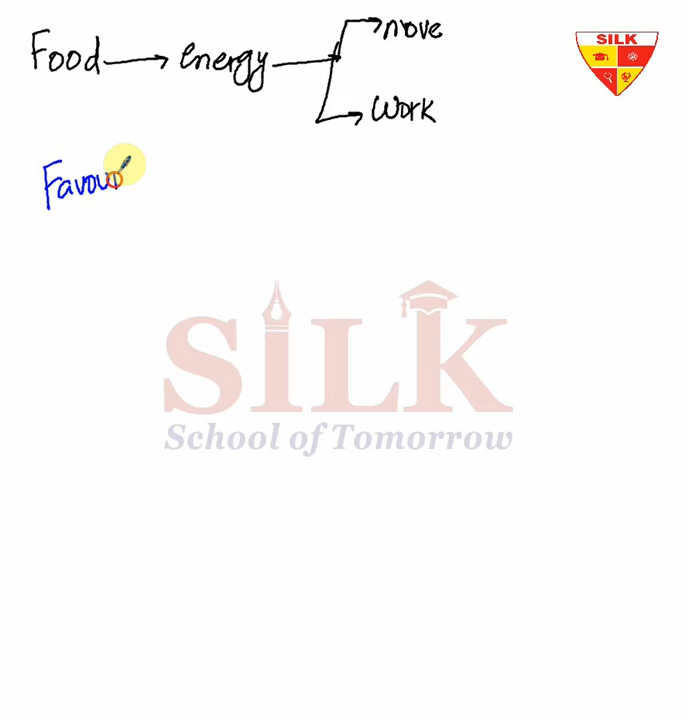 move
Food → energy →
work
SILK
Favou
SiLK
School of Tomorrow